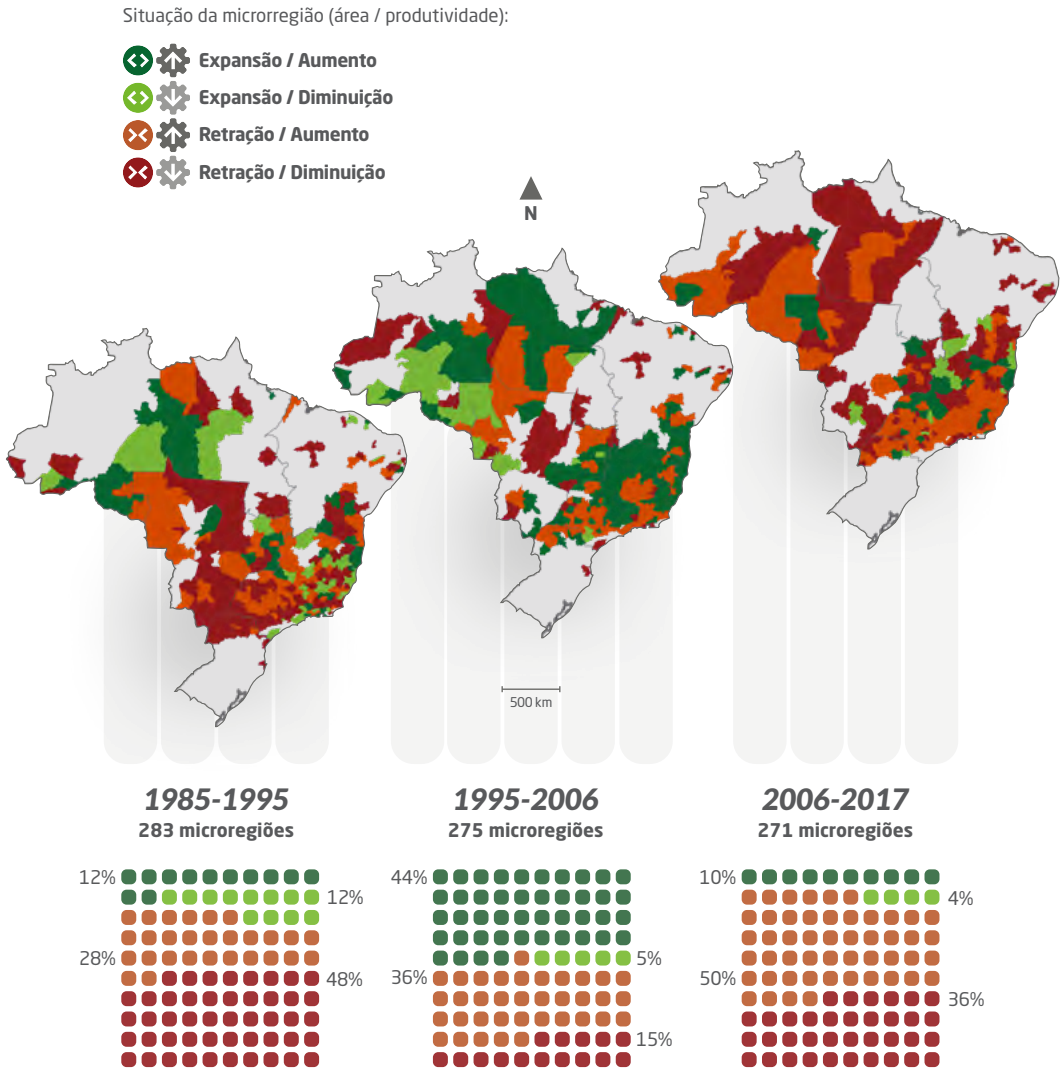 Situação da microrregião (área / produtividade):
Expansão / Aumento
Expansão / Diminuição
Retração / Aumento
Retração / Diminuição
N
500 km
1985-1995
283 microregiões
12%
12%
28%
48%
1995-2006
275 microregiões
44%
5%
36%
15%
2006-2017
271 microregiões
10%
4%
50%
36%